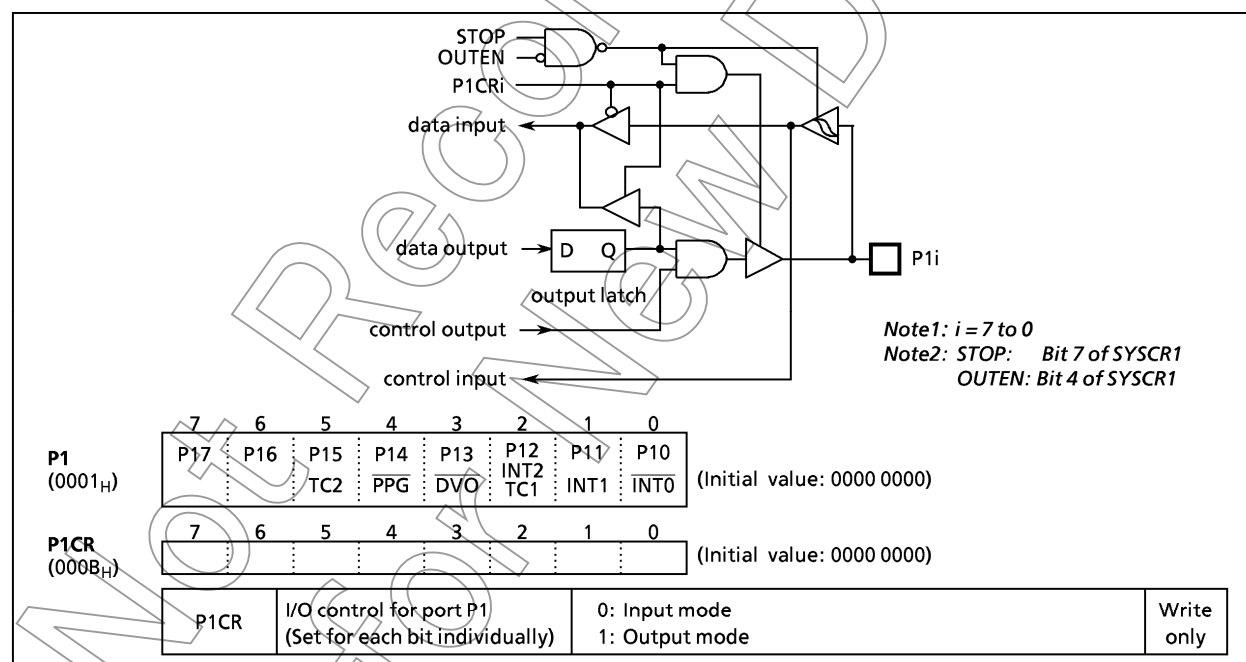 STOP
OUTEN
P1CRi
data input
data output
D Q
P1i
output latch
control output
control input
Note1: i = 7 to 0
Note2: STOP: Bit 7 of SYSCR1
OUTEN: Bit 4 of SYSCR1
7 6 5 4 3 2 1 0
P1
(0001H)
P17 P16 P15 P14 P13 P12 P11 P10
TC2 PPG DVO INT2 INT1 INT0
TC1
(Initial value: 0000 0000)
7 6 5 4 3 2 1 0
P1CR
(000BH)
(Initial value: 0000 0000)
P1CR
I/O control for port P1
(Set for each bit individually)
0: Input mode
1: Output mode
Write
only
Not Recom
for New D